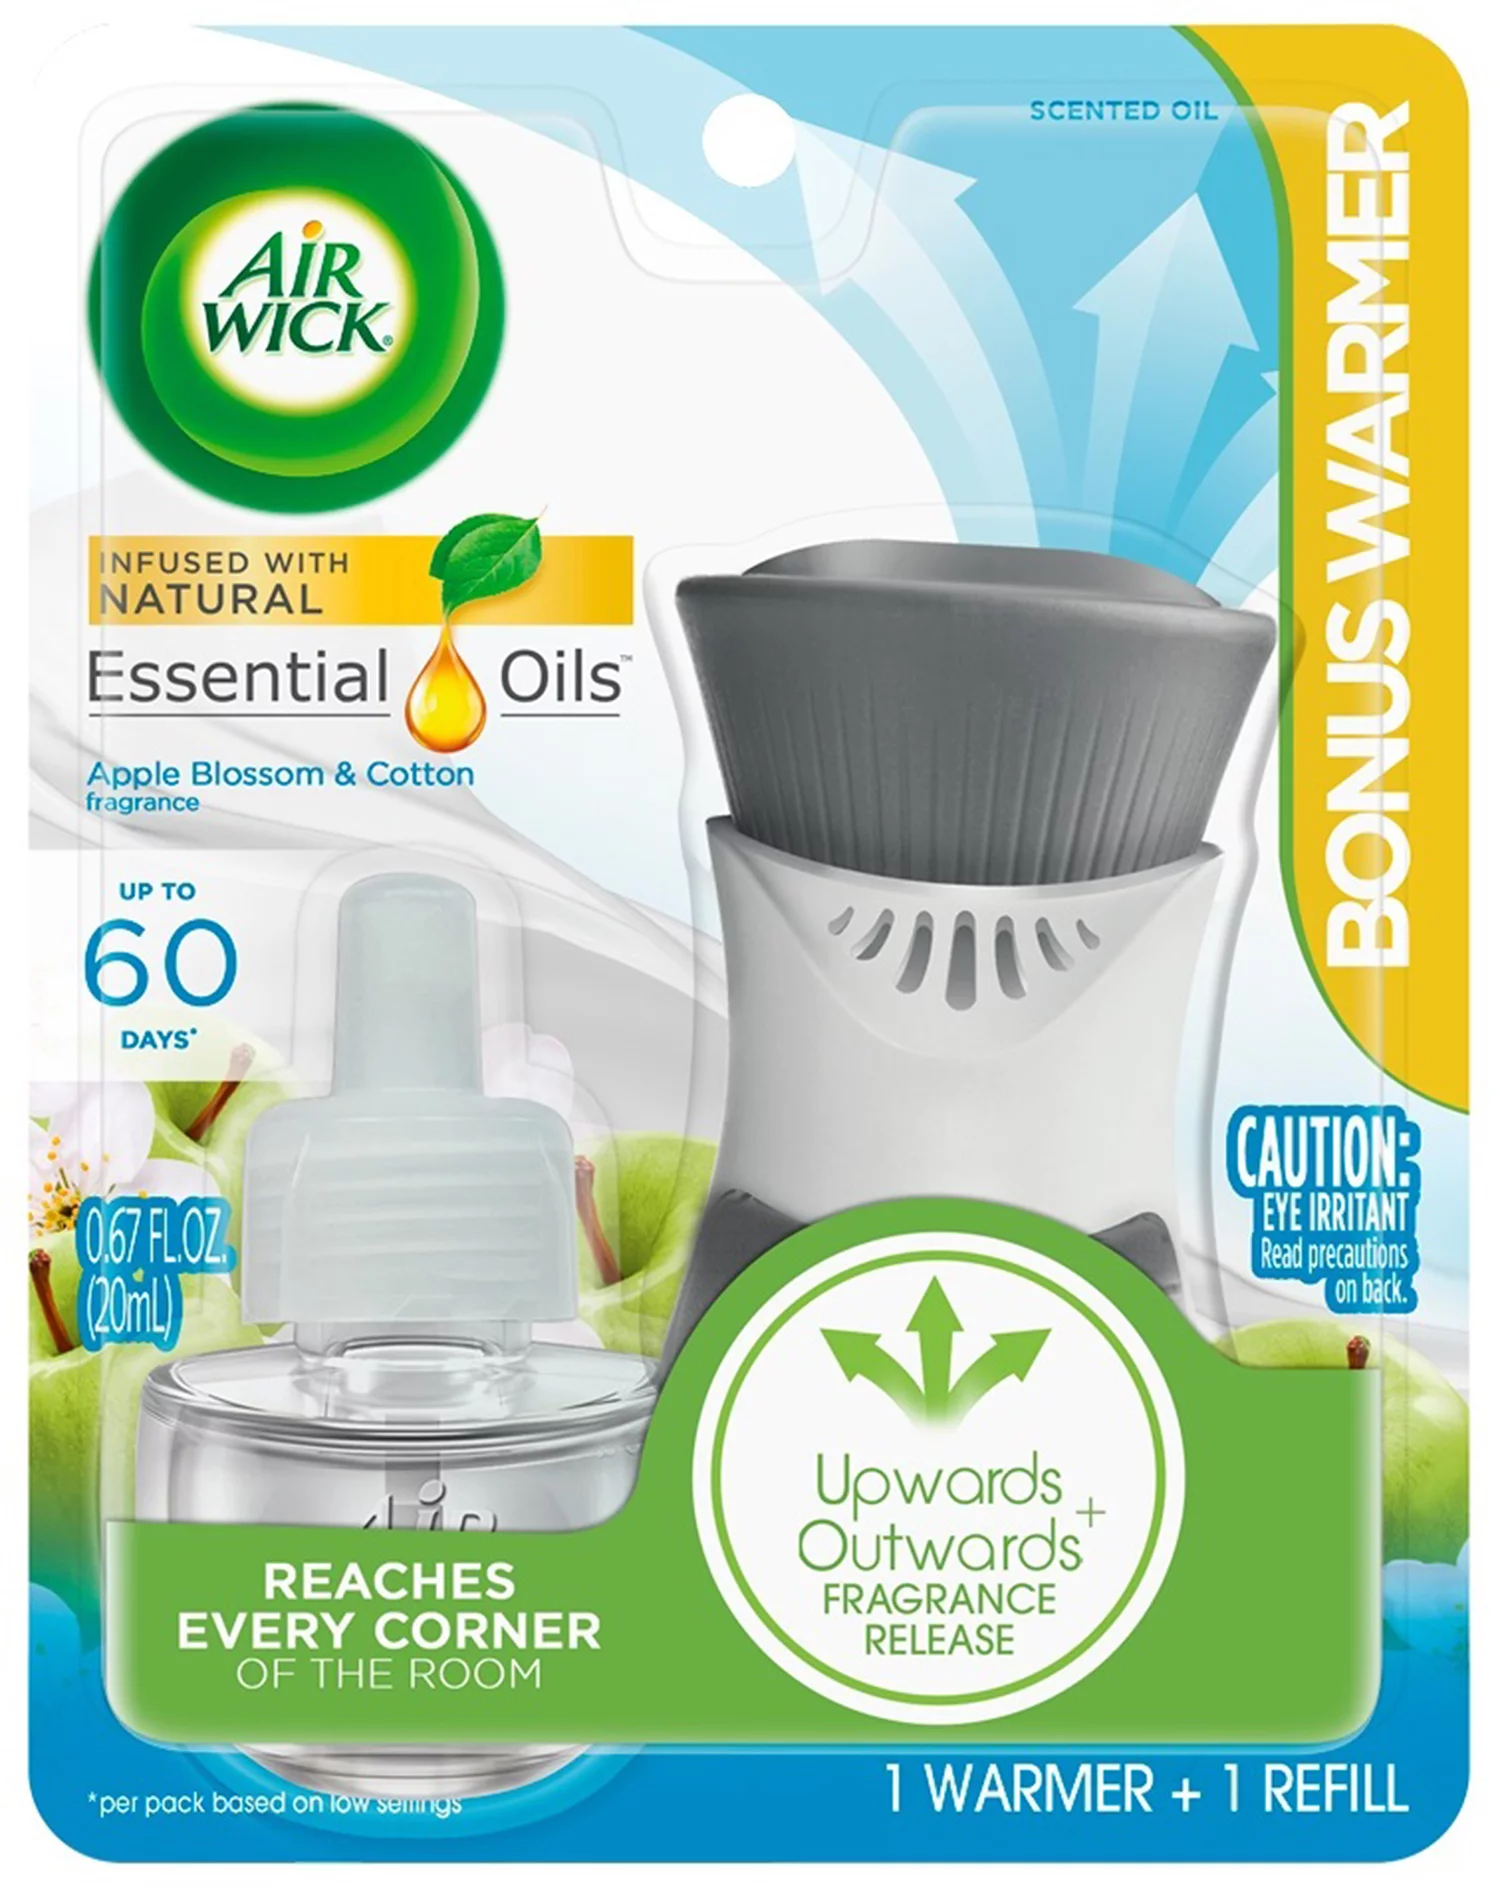 SCENTED OIL
BONUS WARMER
AiR
WICK®
INFUSED WITH
NATURAL
Essential Oils™
Apple Blossom & Cotton
fragrance
UP TO
60
DAYS*
0.67 FL.OZ.
(20mL)
CAUTION:
EYE IRRITANT
Read precautions
on back.
Air
Upwards +
Outwards
FRAGRANCE
RELEASE
REACHES
EVERY CORNER
OF THE ROOM
1 WARMER + 1 REFILL
*per pack based on low settings